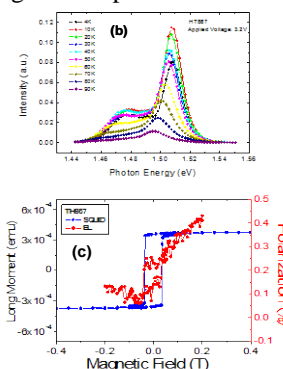 (b)
HT867
Applied Voltage:
4K
10K
20K
30K
40K
50K
60K
70K
80K
90K
Intensity (a.u.)
0.12
0.10
0.08
0.06
0.04
0.02
0.00
1.44 1.46 1.48 1.50 1.52 1.54 1.56
Photon Energy (eV)
TH867
SQUID
EL
(c)
Long Moment (emu)
6x10⁻⁴
3x10⁻⁴
0
-3x10⁻⁴
-6x10⁻⁴
0.5
0.4
0.3
0.2
0.1
0.0
-0.1
Polarization (%)
-0.4 -0.2 0.0 0.2 0.4
Magnetic Field (T)